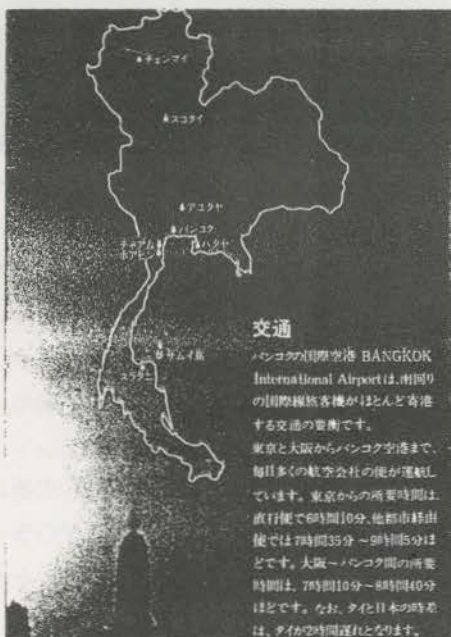 チェンマイ
スコタイ
アユタヤ
バンコク
チャアム
ホアヒン
パタヤ
サムイ島
交通
バンコクの国際空港 BANGKOK
International Airportは、南回り
の国際線旅客機がほとんど寄港
する交通の要衝です。
東京と大阪からバンコク空港まで、
毎日多くの航空会社の便が運航し
ています。東京からの所要時間は、
直行便で6時間10分、他都市経由
便では7時間35分～9時間5分ほ
どです。大阪～バンコク間の所要
時間は、7時間10分～8時間40分
ほどです。なお、タイと日本の時差
は、タイが2時間遅れとなります。